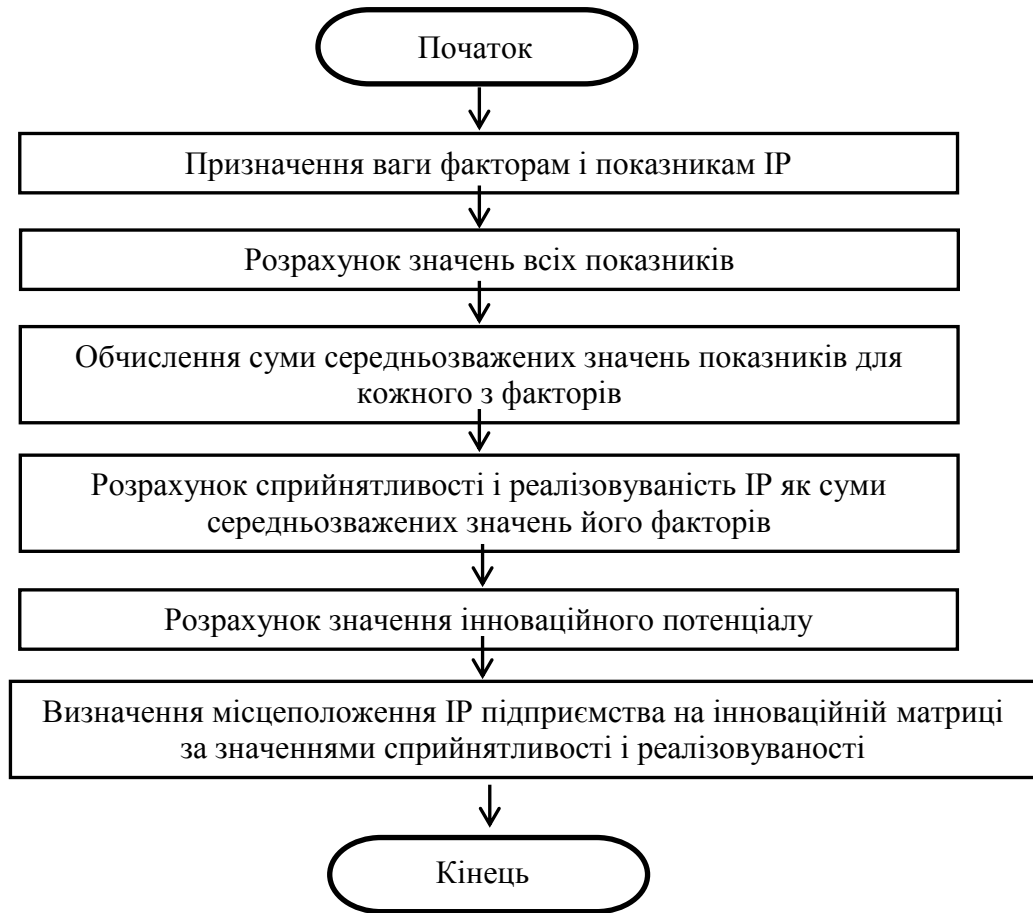 Початок
Призначення ваги факторам і показникам ІР
Розрахунок значень всіх показників
Обчислення суми середньозважених значень показників для
кожного з факторів
Розрахунок сприйнятливості і реалізовуваність ІР як суми
середньозважених значень його факторів
Розрахунок значення інноваційного потенціалу
Визначення місцеположення ІР підприємства на інноваційній матриці
за значеннями сприйнятливості і реалізовуваності
Кінець